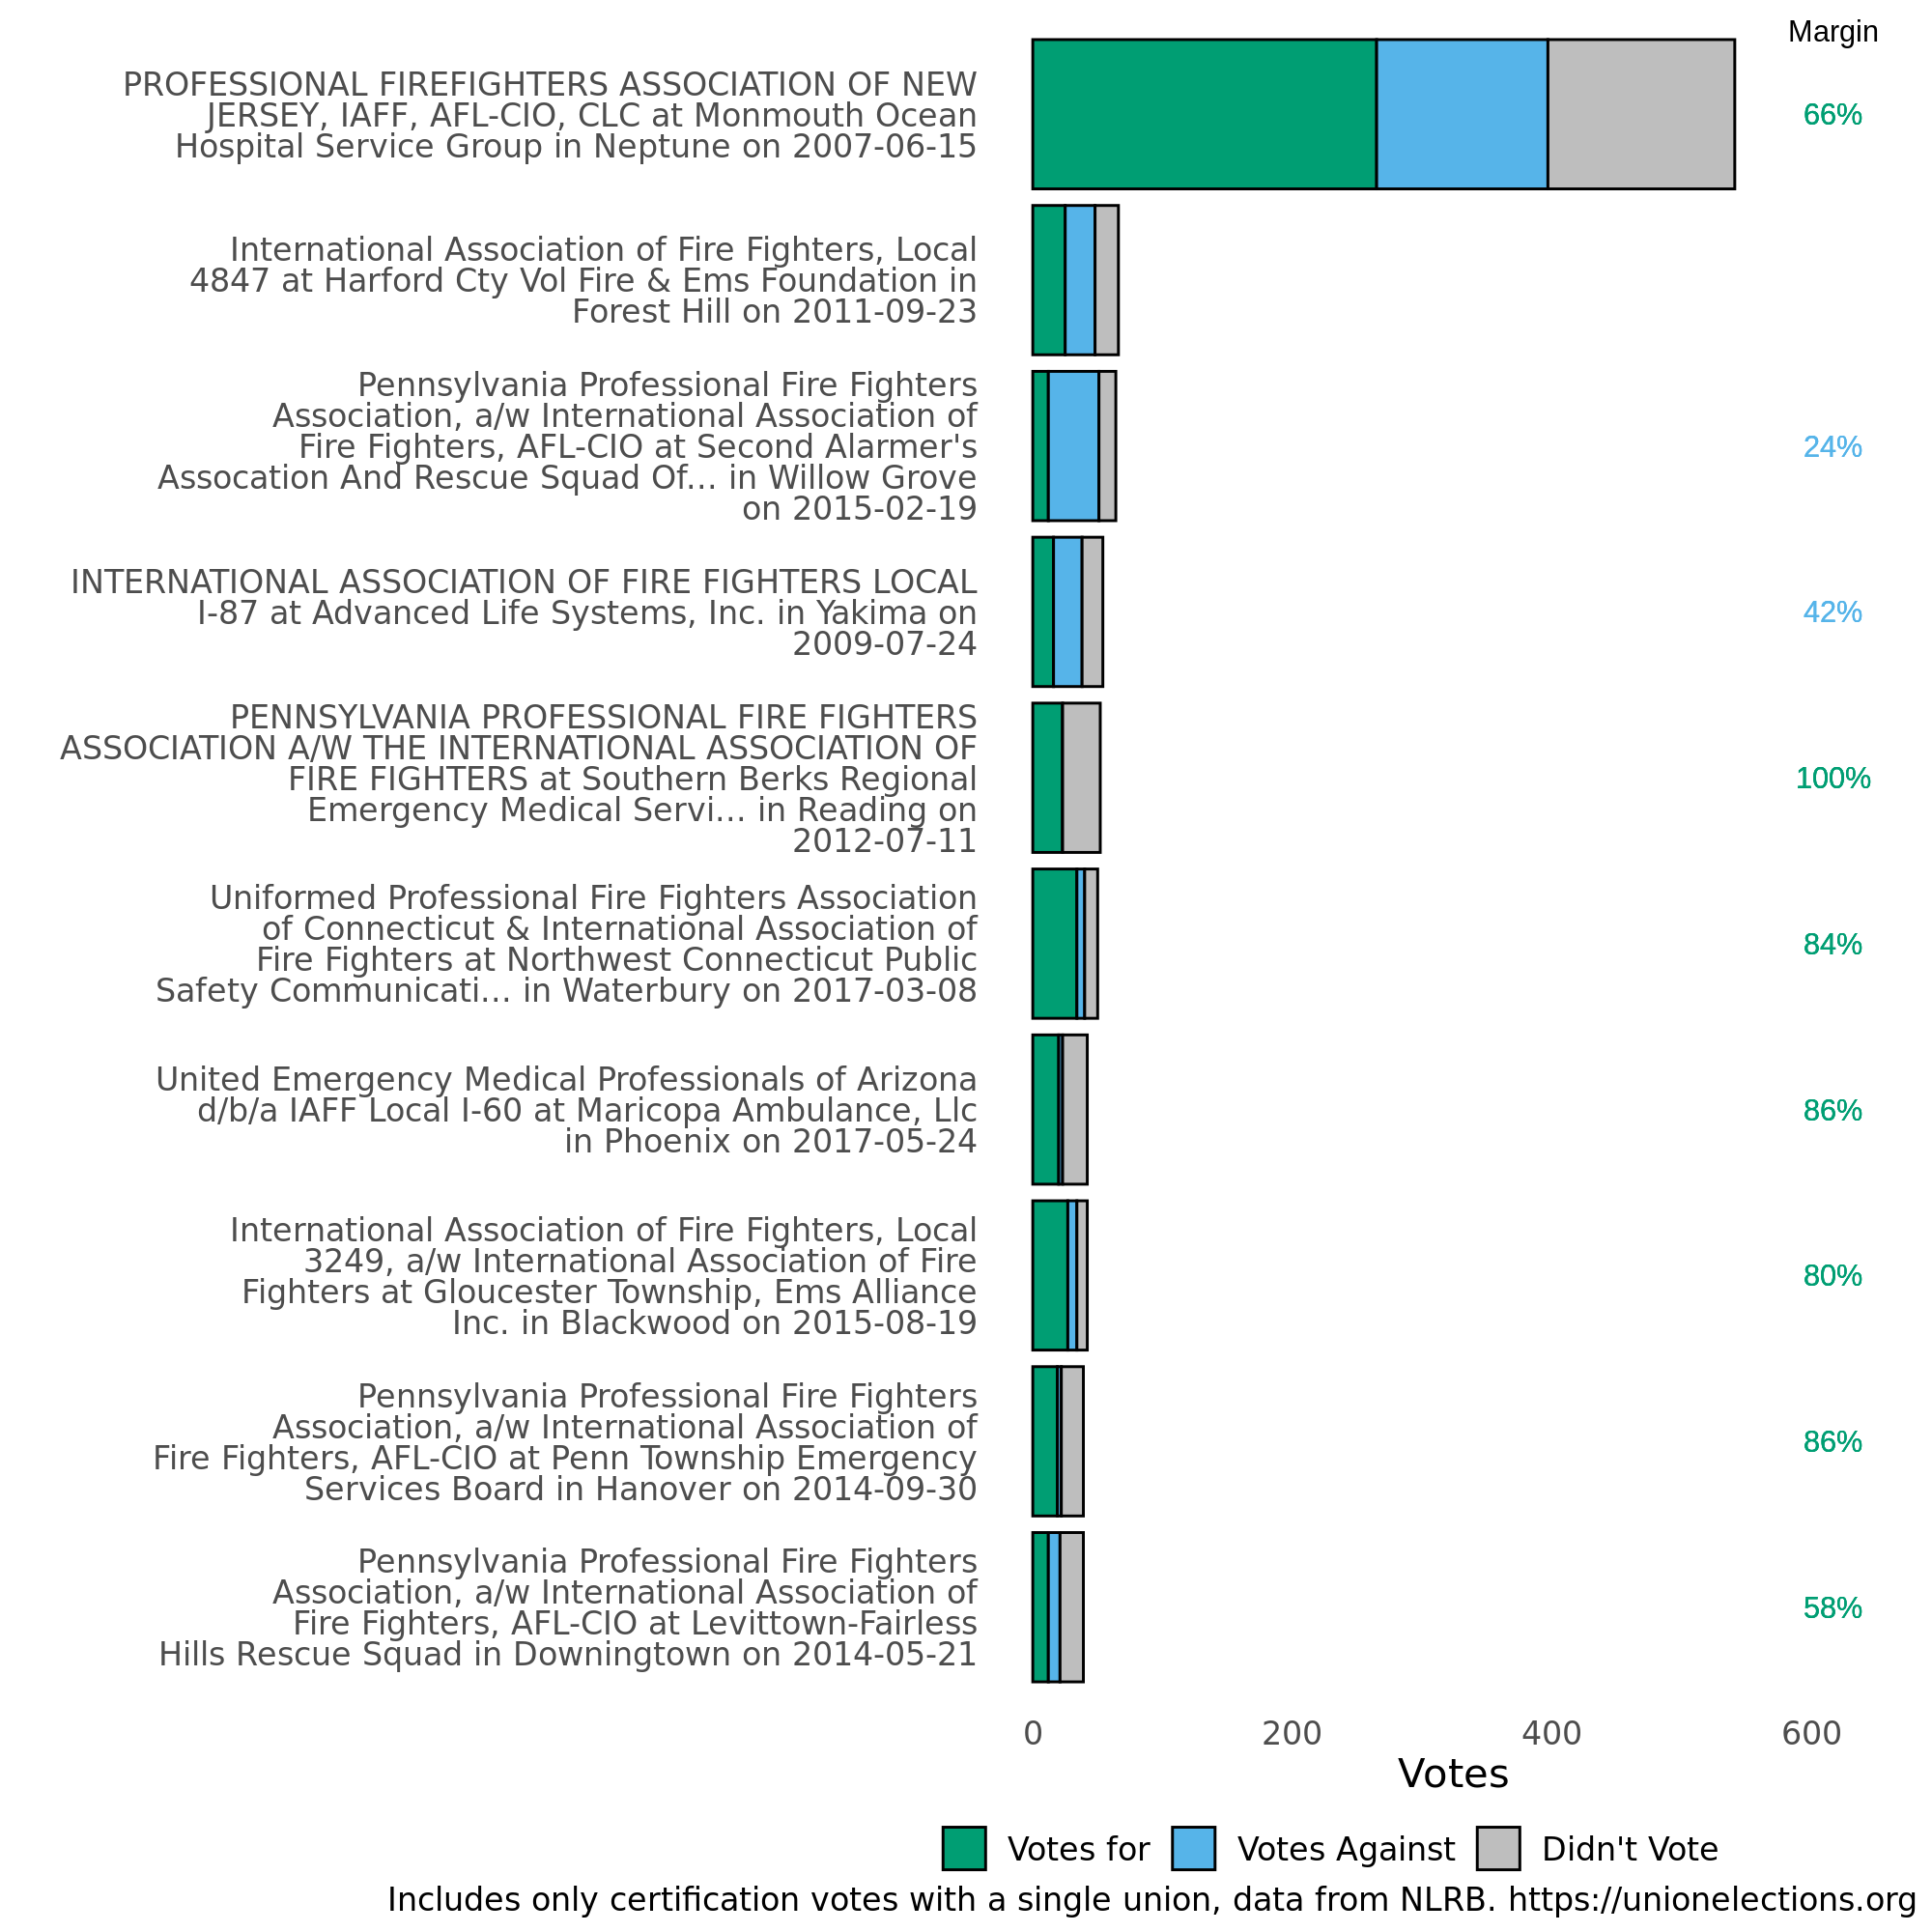 Margin
PROFESSIONAL FIREFIGHTERS ASSOCIATION OF NEW
JERSEY, IAFF, AFL-CIO, CLC at Monmouth Ocean
Hospital Service Group in Neptune on 2007-06-15
66%
International Association of Fire Fighters, Local
4847 at Harford Cty Vol Fire & Ems Foundation in
Forest Hill on 2011-09-23
Pennsylvania Professional Fire Fighters
Association, a/w International Association of
Fire Fighters, AFL-CIO at Second Alarmer's
Assocation And Rescue Squad Of... in Willow Grove
on 2015-02-19
24%
INTERNATIONAL ASSOCIATION OF FIRE FIGHTERS LOCAL
I-87 at Advanced Life Systems, Inc. in Yakima on
2009-07-24
42%
PENNSYLVANIA PROFESSIONAL FIRE FIGHTERS
ASSOCIATION A/W THE INTERNATIONAL ASSOCIATION OF
FIRE FIGHTERS at Southern Berks Regional
Emergency Medical Servi... in Reading on
2012-07-11
100%
Uniformed Professional Fire Fighters Association
of Connecticut & International Association of
Fire Fighters at Northwest Connecticut Public
Safety Communicati... in Waterbury on 2017-03-08
84%
United Emergency Medical Professionals of Arizona
d/b/a IAFF Local I-60 at Maricopa Ambulance, Llc
in Phoenix on 2017-05-24
86%
International Association of Fire Fighters, Local
3249, a/w International Association of Fire
Fighters at Gloucester Township, Ems Alliance
Inc. in Blackwood on 2015-08-19
80%
Pennsylvania Professional Fire Fighters
Association, a/w International Association of
Fire Fighters, AFL-CIO at Penn Township Emergency
Services Board in Hanover on 2014-09-30
86%
Pennsylvania Professional Fire Fighters
Association, a/w International Association of
Fire Fighters, AFL-CIO at Levittown-Fairless
Hills Rescue Squad in Downingtown on 2014-05-21
58%
0 200 400 600
Votes
Votes for Votes Against Didn't Vote
Includes only certification votes with a single union, data from NLRB. https://unionelections.org